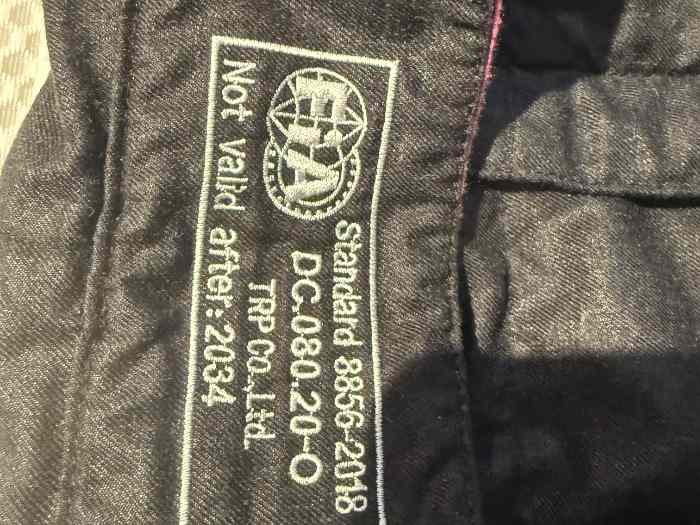 FIA
Standard 8856-2018
DC.080.20-O
TRP CO.,Ltd.
Not valid after: 2034